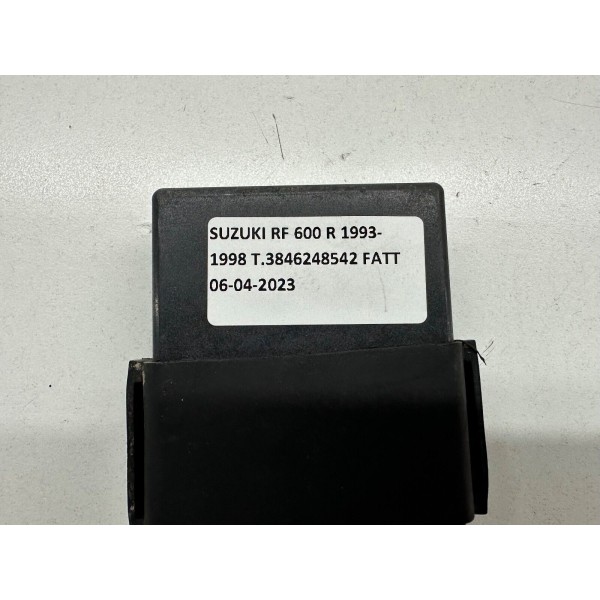 SUZUKI RF 600 R 1993-
1998 T.3846248542 FATT
06-04-2023